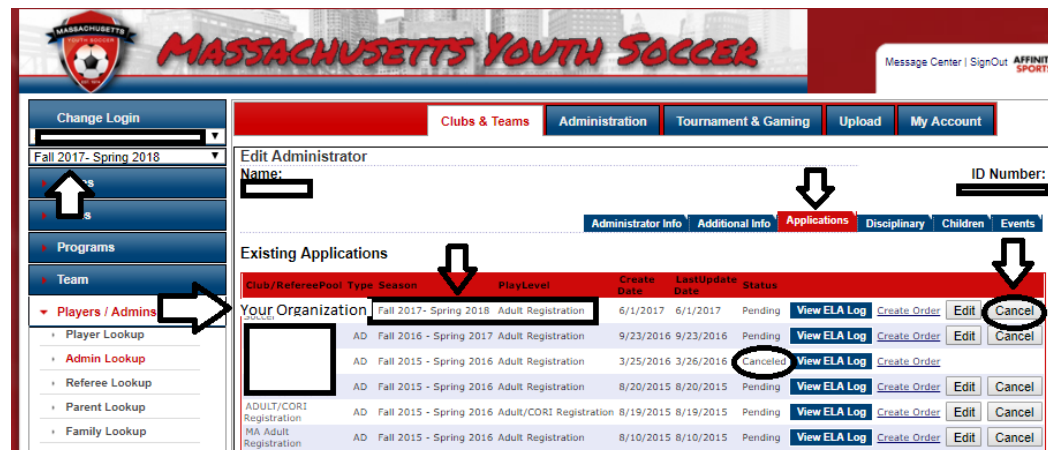 MASSACHUSETTS
YOUTH SOCCER
MASSACHUSETTS YOUTH SOCCER
Message Center | SignOut
AFFINITY
SPORTS
Change Login
Clubs & Teams
Administration
Tournament & Gaming
Upload
My Account
Fall 2017- Spring 2018
Edit Administrator
Name:
ID Number:
Administrator Info
Additional Info
Applications
Disciplinary
Children
Events
Programs
Team
Players / Admins
Player Lookup
Admin Lookup
Referee Lookup
Parent Lookup
Family Lookup
Existing Applications
Club/RefereePool Type Season PlayLevel Create Date LastUpdate Date Status
Your Organization Fall 2017- Spring 2018 Adult Registration 6/1/2017 6/1/2017 Pending View ELA Log Create Order Edit Cancel
Soccer
AD Fall 2016 - Spring 2017 Adult Registration 9/23/2016 9/23/2016 Pending View ELA Log Create Order Edit Cancel
AD Fall 2015 - Spring 2016 Adult Registration 3/25/2016 3/26/2016 Canceled View ELA Log Create Order
AD Fall 2015 - Spring 2016 Adult Registration 8/20/2015 8/20/2015 Pending View ELA Log Create Order Edit Cancel
ADULT/CORI Registration AD Fall 2015 - Spring 2016 Adult/CORI Registration 8/19/2015 8/19/2015 Pending View ELA Log Create Order Edit Cancel
MA Adult Registration AD Fall 2015 - Spring 2016 Adult Registration 8/10/2015 8/10/2015 Pending View ELA Log Create Order Edit Cancel